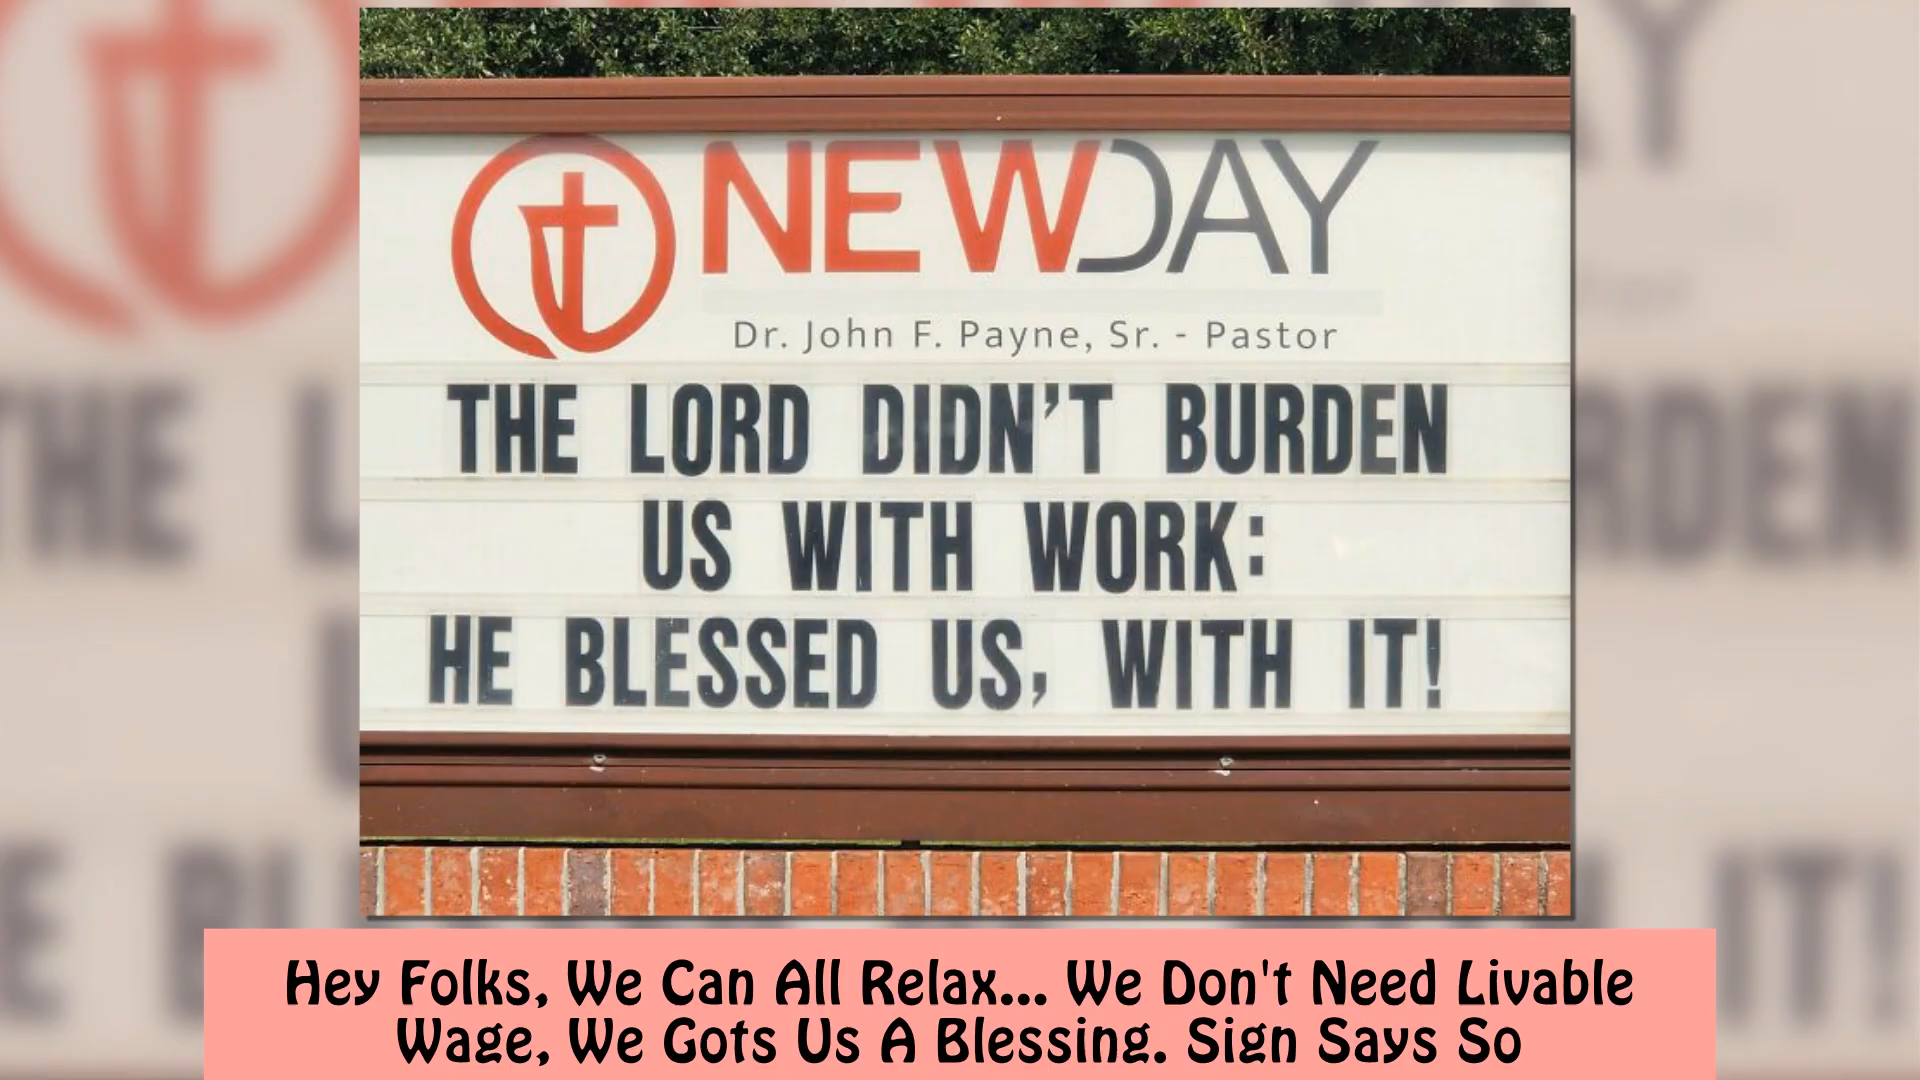 NEWDAY
Dr. John F. Payne, Sr. - Pastor
THE LORD DIDN'T BURDEN
US WITH WORK:
HE BLESSED US, WITH IT!
Hey Folks, We Can All Relax... We Don't Need Livable
Wage, We Gots Us A Blessing. Sign Says So